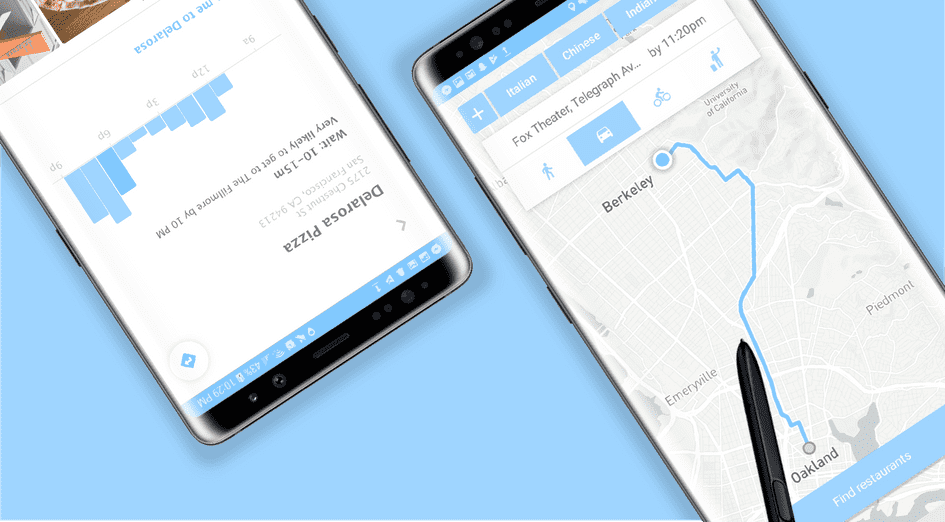 43% 10:29 PM
Delarosa Pizza
2175 Chestnut St
San Francisco, CA 94213
Wait: 10–15m
Very likely to get to The Fillmore by 10 PM
9a 12p 3p 6p 9p
me to Delarosa
+ Italian Chinese Indian
Fox Theater, Telegraph Av... by 11:20pm
University
of California
Berkeley
Piedmont
Emeryville
Oakland
Find restaurants